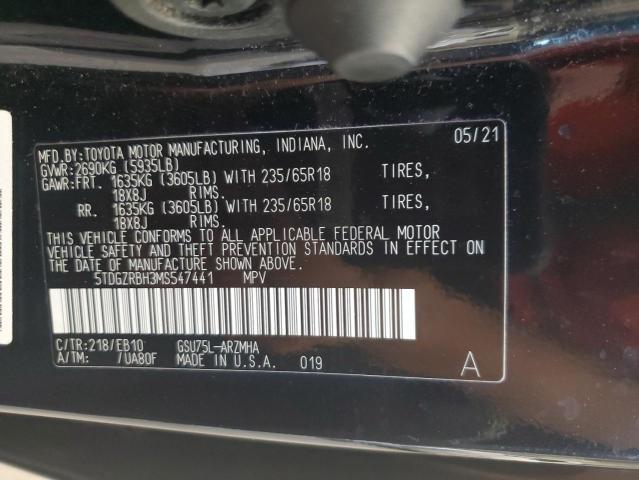 MFD.BY:TOYOTA MOTOR MANUFACTURING, INDIANA, INC. 05/21
GVWR:2690KG (5935LB)
GAWR:FRT. 1635KG (3605LB) WITH 235/65R18 TIRES,
18X8J RIMS.
RR. 1635KG (3605LB) WITH 235/65R18 TIRES,
18X8J RIMS.
THIS VEHICLE CONFORMS TO ALL APPLICABLE FEDERAL MOTOR
VEHICLE SAFETY AND THEFT PREVENTION STANDARDS IN EFFECT ON
THE DATE OF MANUFACTURE SHOWN ABOVE.
5TDGZRBH3MS547441 MPV
C/TR:218/EB10 GSU75L-ARZMHA
A/TM: /UA80F MADE IN U.S.A. 019 A